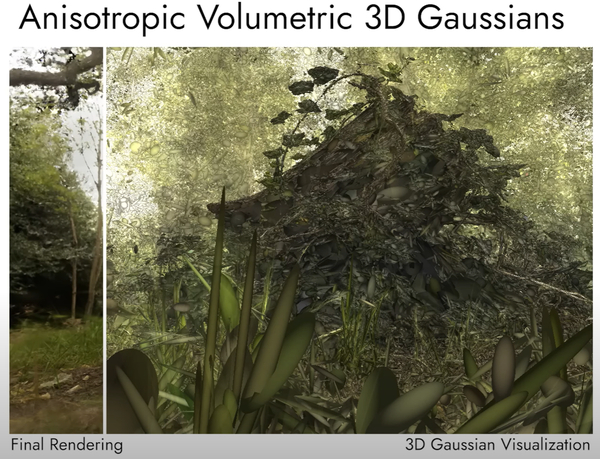 Anisotropic Volumetric 3D Gaussians
Final Rendering
3D Gaussian Visualization